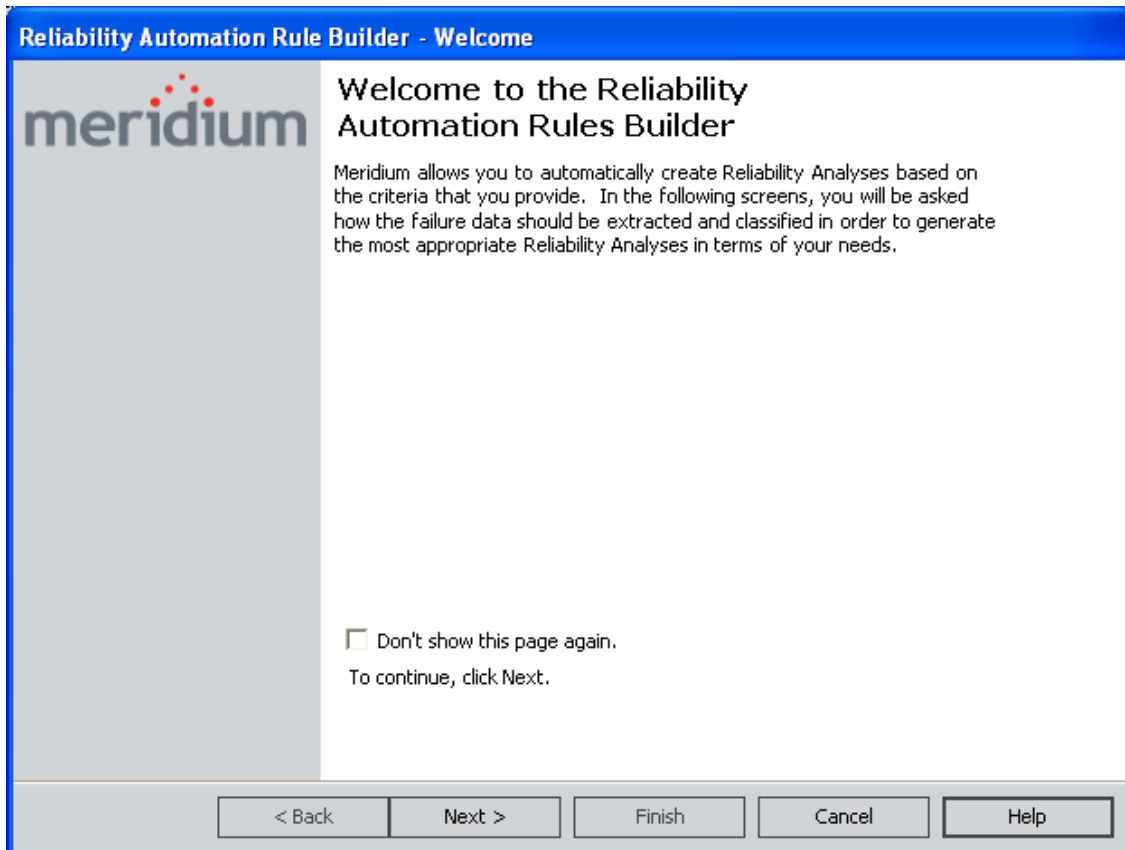 Reliability Automation Rule Builder - Welcome
meridium
Welcome to the Reliability
Automation Rules Builder
Meridium allows you to automatically create Reliability Analyses based on
the criteria that you provide.  In the following screens, you will be asked
how the failure data should be extracted and classified in order to generate
the most appropriate Reliability Analyses in terms of your needs.
Don't show this page again.
To continue, click Next.
< Back
Next >
Finish
Cancel
Help